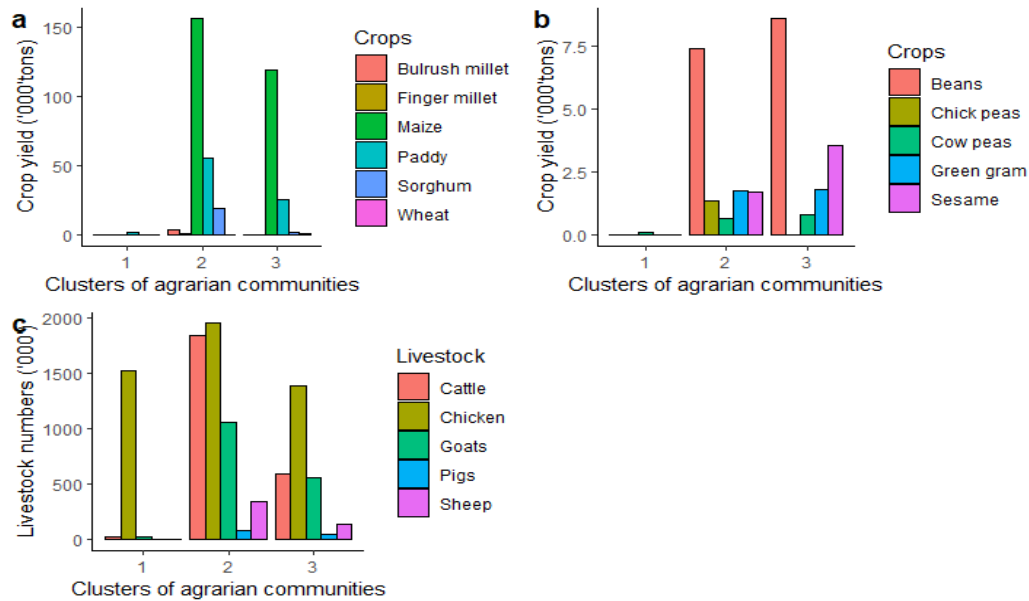 a
Crop yield ('000'tons)
150
100
50
0
1
2
3
Clusters of agrarian communities
Crops
Bulrush millet
Finger millet
Maize
Paddy
Sorghum
Wheat
b
Crop yield ('000'tons)
7.5
5.0
2.5
0.0
1
2
3
Clusters of agrarian communities
Crops
Beans
Chick peas
Cow peas
Green gram
Sesame
c
Livestock numbers ('000')
2000
1500
1000
500
0
1
2
3
Clusters of agrarian communities
Livestock
Cattle
Chicken
Goats
Pigs
Sheep